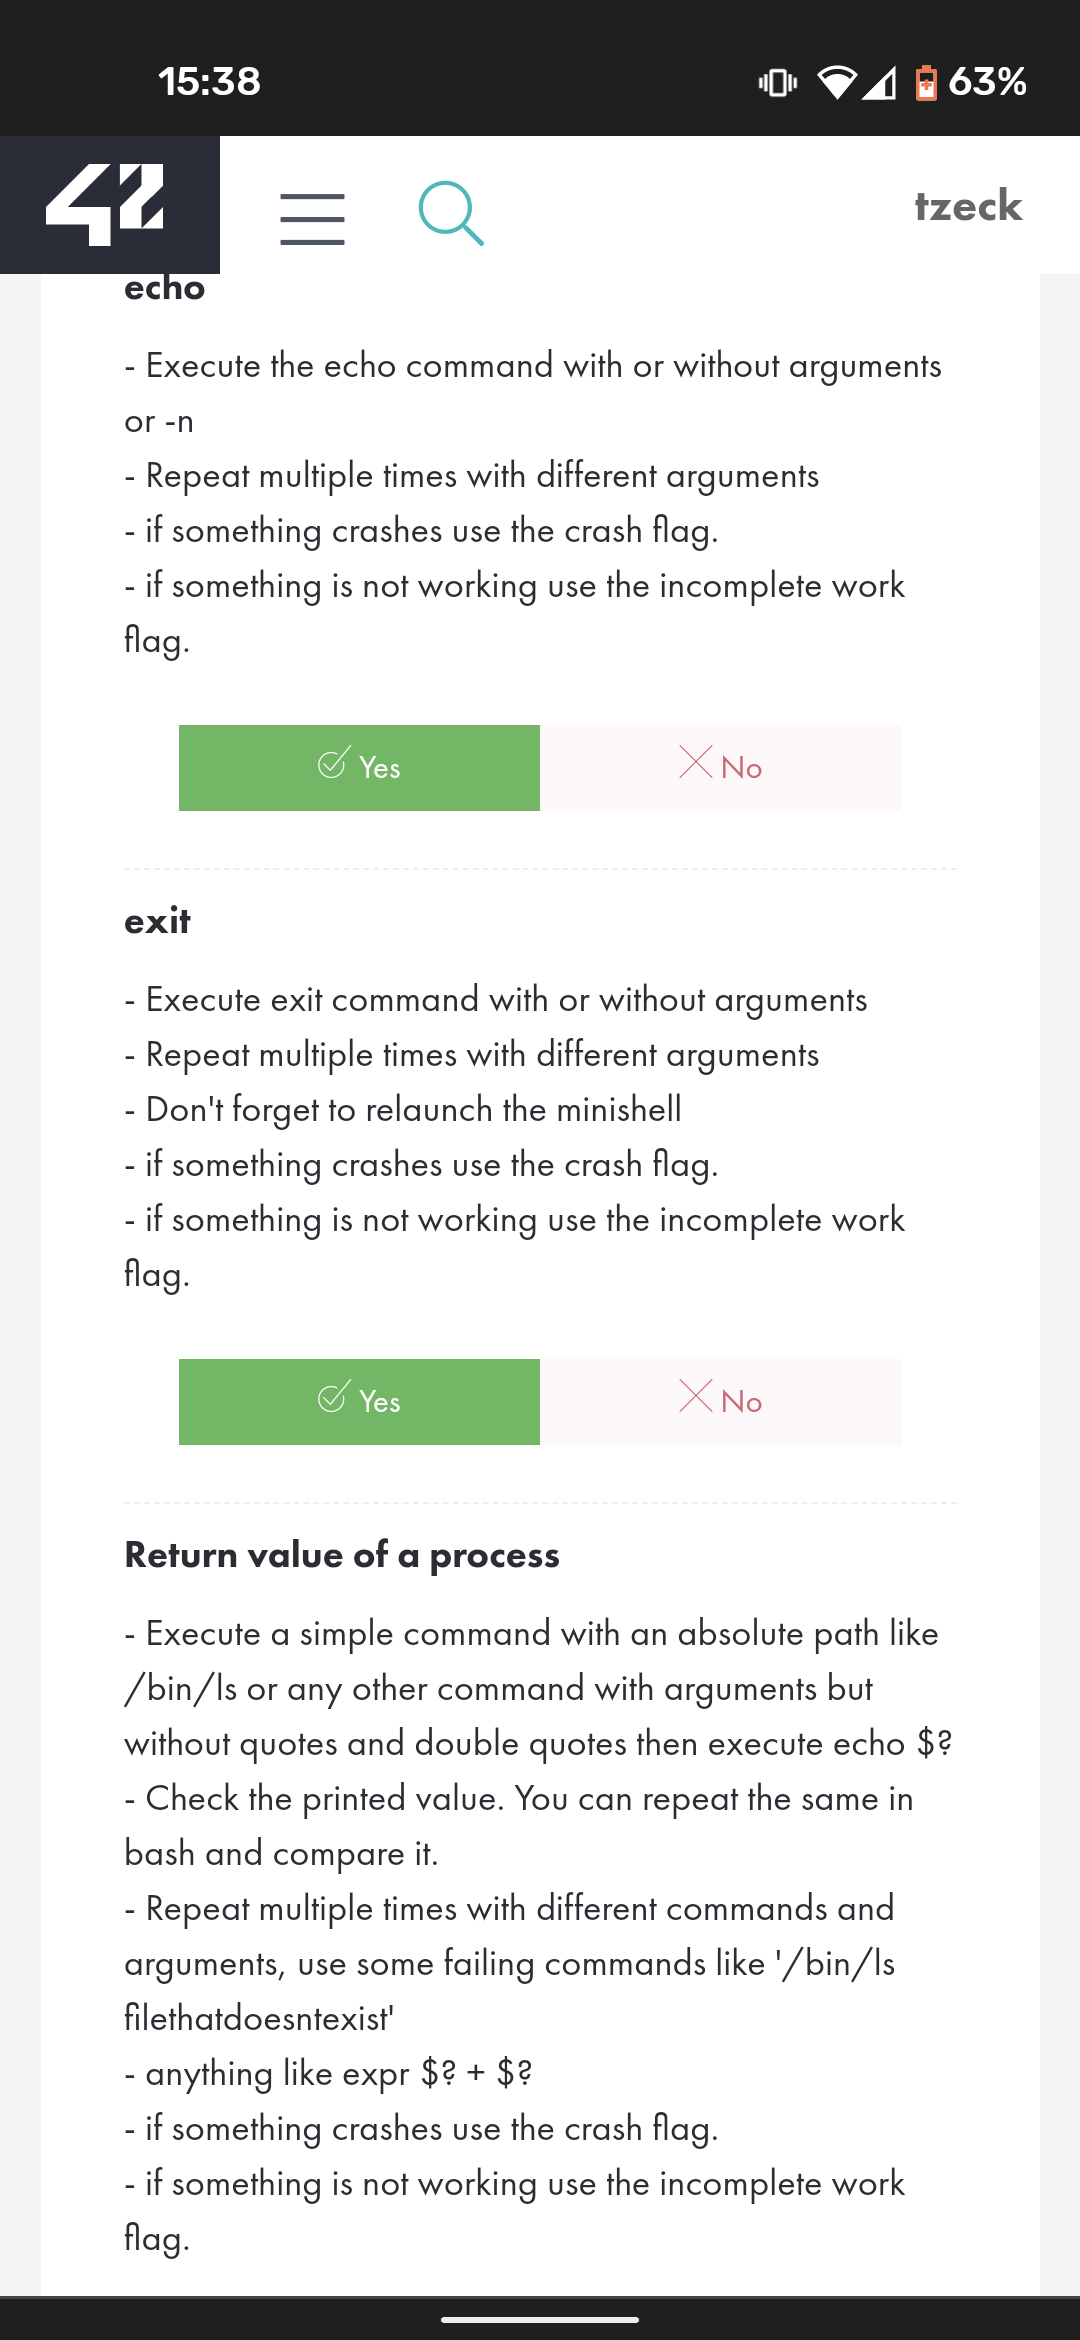 15:38
63%
42
tzeck
echo
- Execute the echo command with or without arguments
or -n
- Repeat multiple times with different arguments
- if something crashes use the crash flag.
- if something is not working use the incomplete work
flag.
Yes
No
exit
- Execute exit command with or without arguments
- Repeat multiple times with different arguments
- Don't forget to relaunch the minishell
- if something crashes use the crash flag.
- if something is not working use the incomplete work
flag.
Yes
No
Return value of a process
- Execute a simple command with an absolute path like
/bin/ls or any other command with arguments but
without quotes and double quotes then execute echo $?
- Check the printed value. You can repeat the same in
bash and compare it.
- Repeat multiple times with different commands and
arguments, use some failing commands like '/bin/ls
filethatdoesntexist'
- anything like expr $? + $?
- if something crashes use the crash flag.
- if something is not working use the incomplete work
flag.